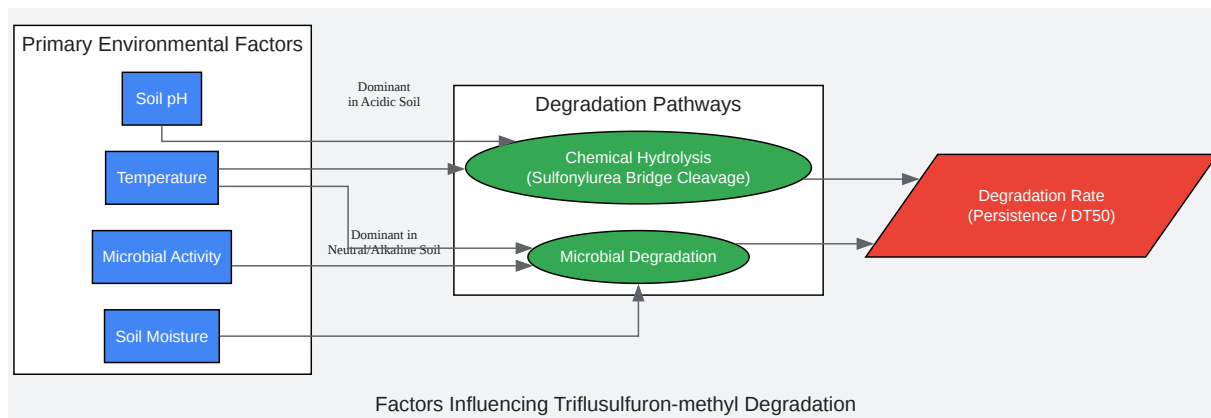 Primary Environmental Factors
Soil pH
Temperature
Microbial Activity
Soil Moisture
Dominant
in Acidic Soil
Dominant in
Neutral/Alkaline Soil
Degradation Pathways
Chemical Hydrolysis
(Sulfonylurea Bridge Cleavage)
Microbial Degradation
Degradation Rate
(Persistence / DT50)
Factors Influencing Triflusulfuron-methyl Degradation